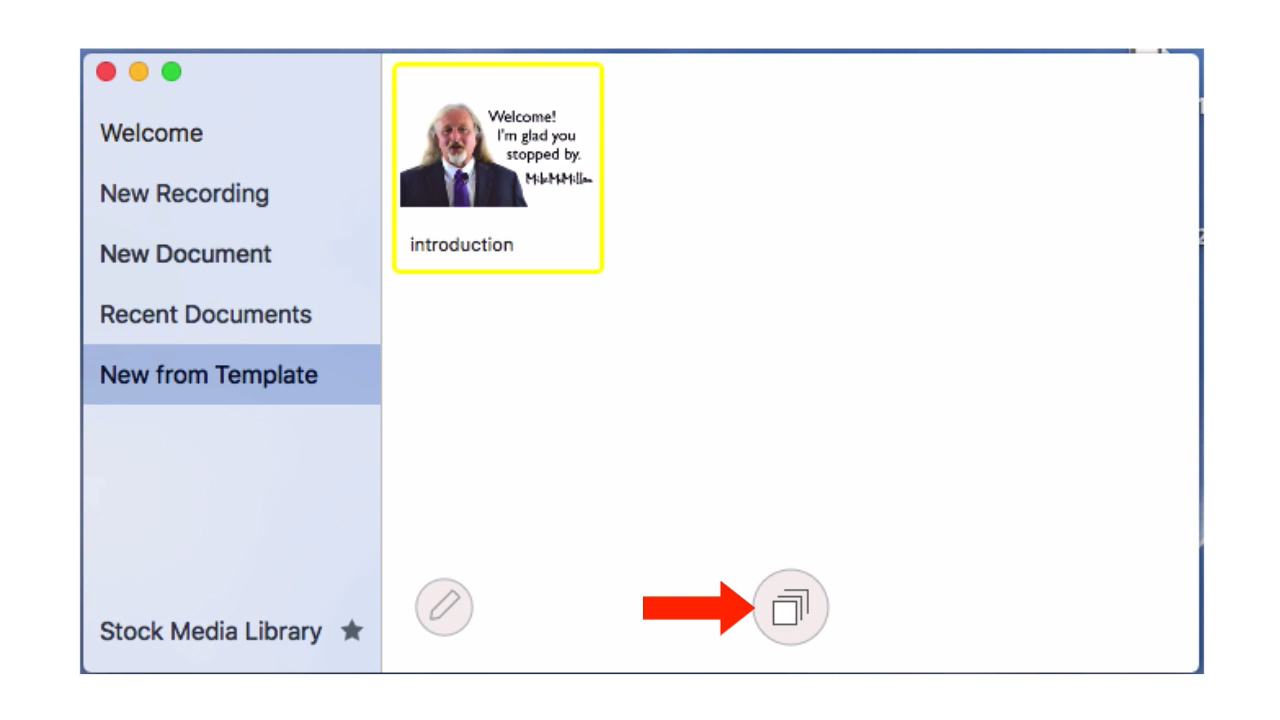 Welcome
New Recording
New Document
Recent Documents
New from Template
Stock Media Library
Welcome!
I'm glad you
stopped by.
introduction